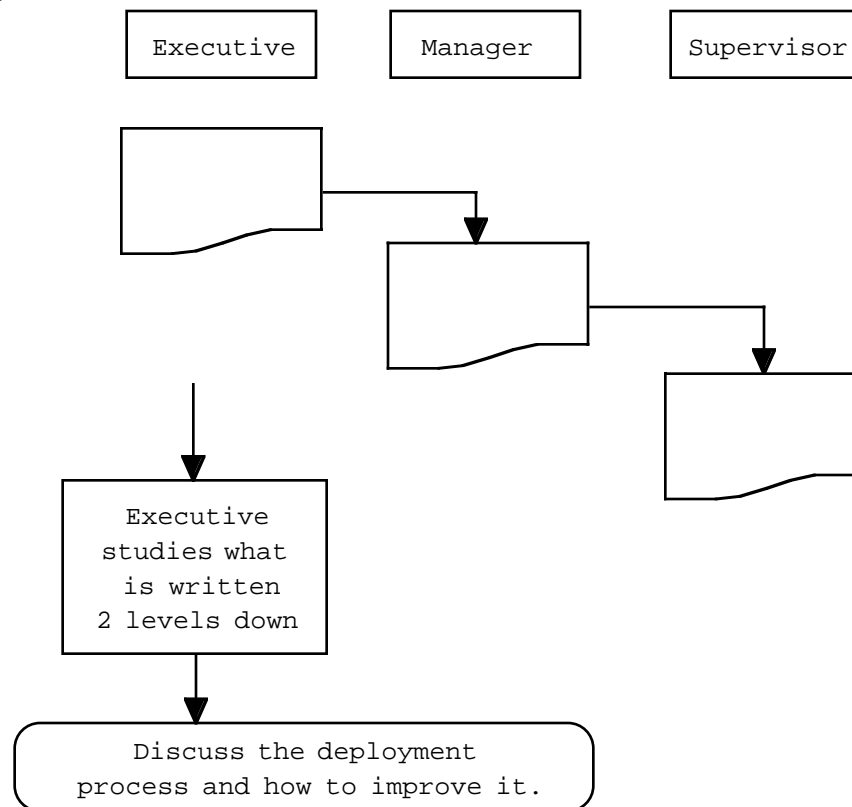 Executive
Manager
Supervisor
Executive
studies what
is written
2 levels down
Discuss the deployment
process and how to improve it.